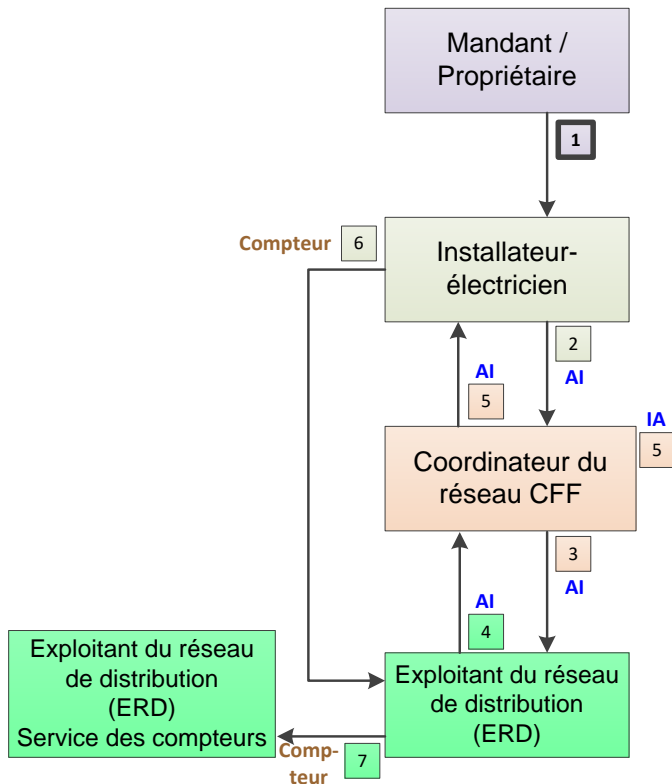 Mandant /
Propriétaire
1
Compteur
6
Installateur-
électricien
2
AI
AI
5
IA
5
Coordinateur du
réseau CFF
3
AI
AI
4
Exploitant du réseau
de distribution
(ERD)
Service des compteurs
Exploitant du réseau
de distribution
(ERD)
Comp-
teur
7